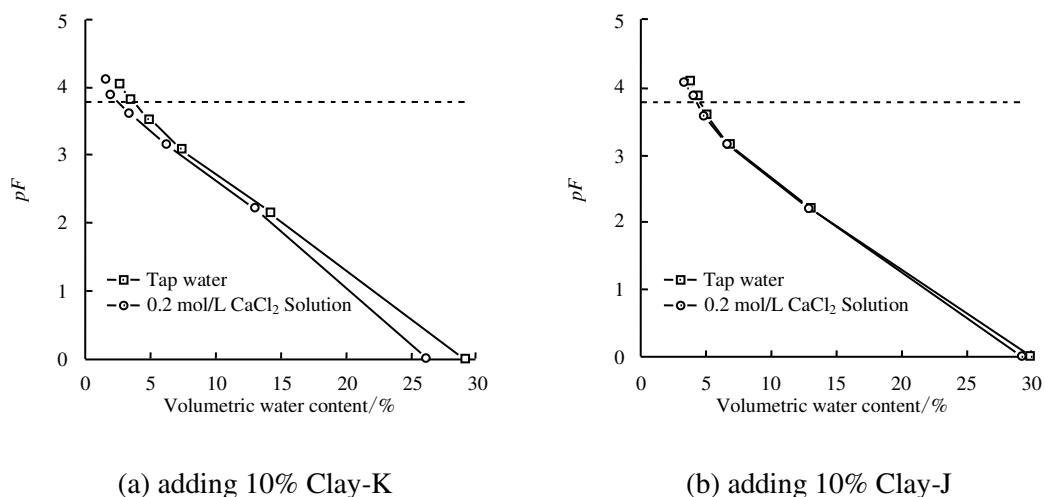 5
4
3
2
1
0
pF
Tap water
0.2 mol/L CaCl₂ Solution
0 5 10 15 20 25 30
Volumetric water content/%
(a) adding 10% Clay-K
5
4
3
2
1
0
pF
Tap water
0.2 mol/L CaCl₂ Solution
0 5 10 15 20 25 30
Volumetric water content/%
(b) adding 10% Clay-J